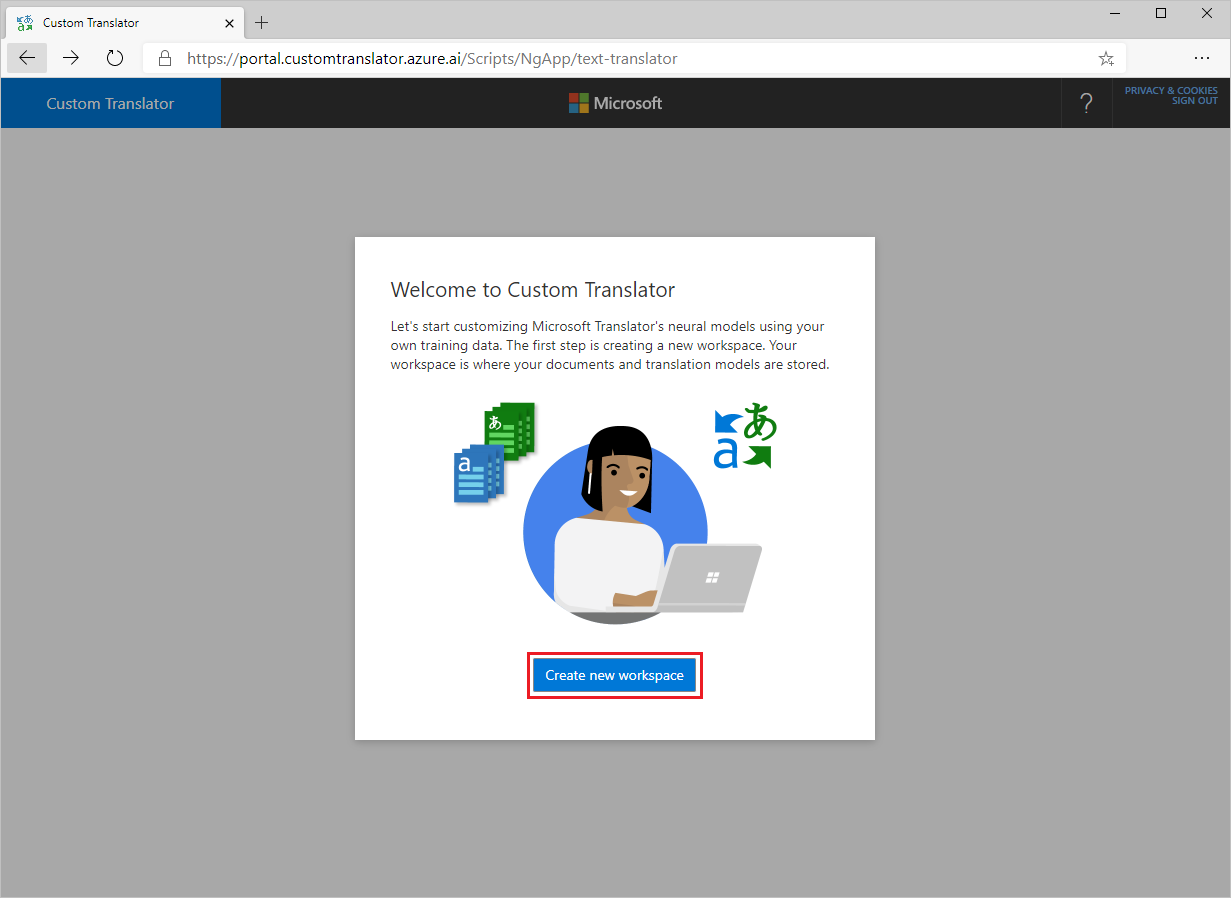 Custom Translator
https://portal.customtranslator.azure.ai/Scripts/NgApp/text-translator
Custom Translator
Microsoft
?
PRIVACY & COOKIES
SIGN OUT
Welcome to Custom Translator
Let's start customizing Microsoft Translator's neural models using your
own training data. The first step is creating a new workspace. Your
workspace is where your documents and translation models are stored.
あ
a
あ
a
Create new workspace